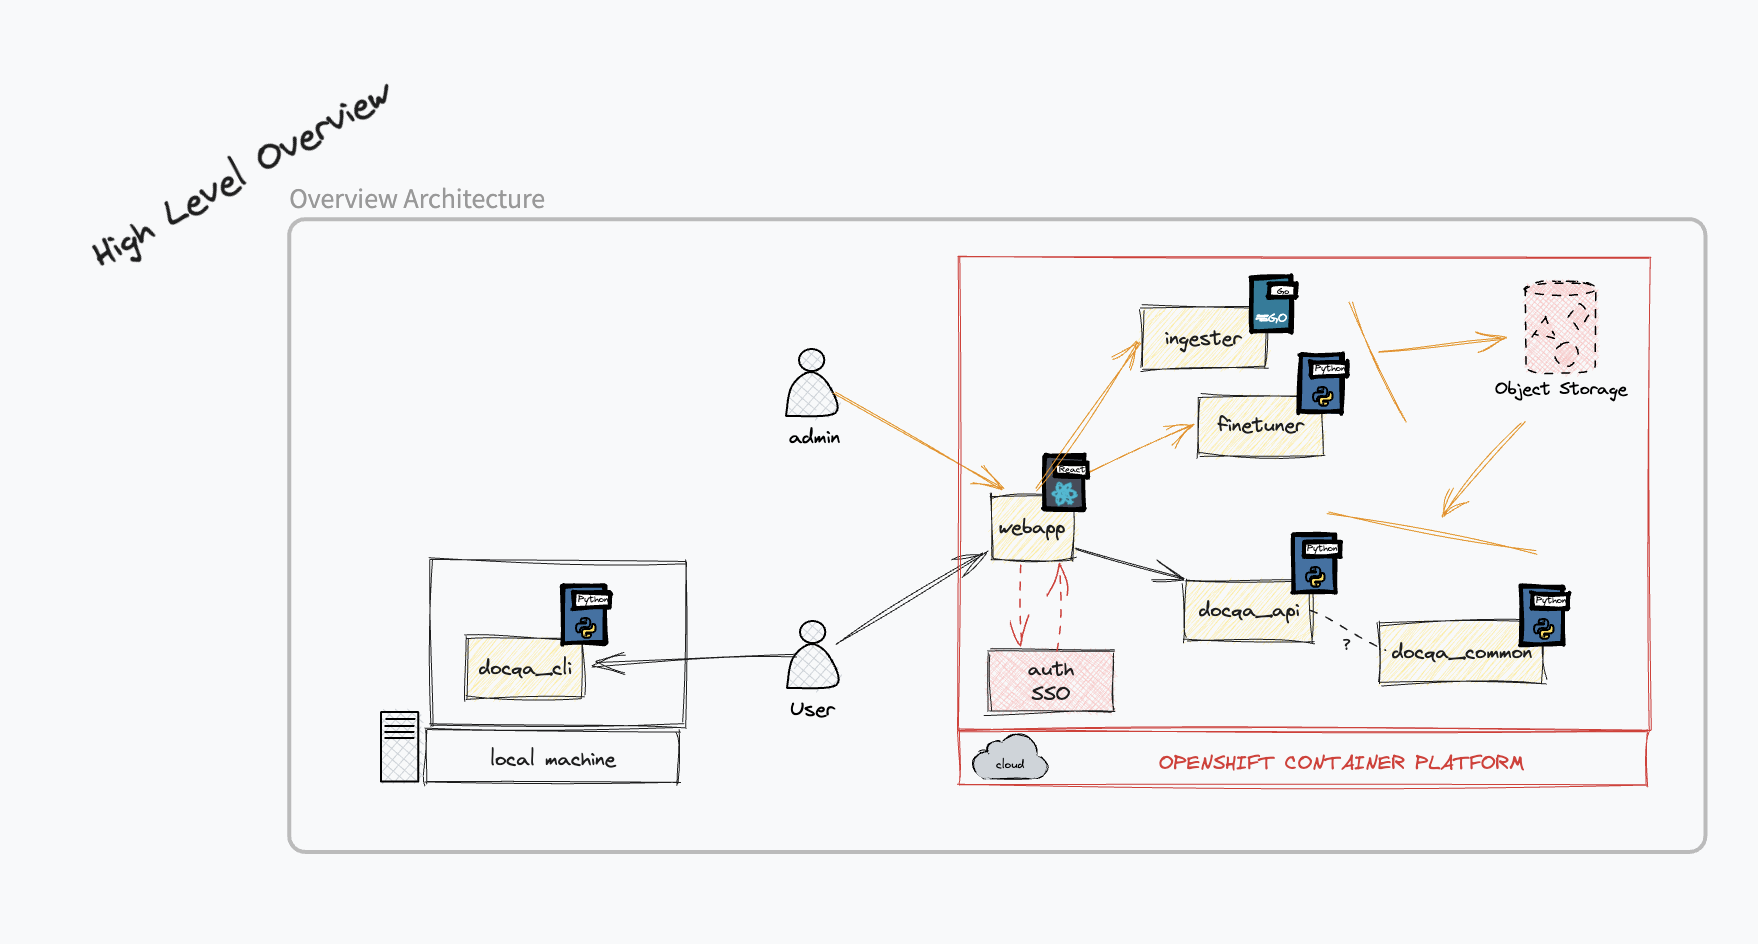 High Level Overview
Overview Architecture
Go
GO
ingester
Python
Object Storage
finetuner
admin
React
webapp
Python
docqa_api
Python
docqa_common
?
Python
docqa_cli
auth
SSO
User
local machine
cloud
OPENSHIFT CONTAINER PLATFORM